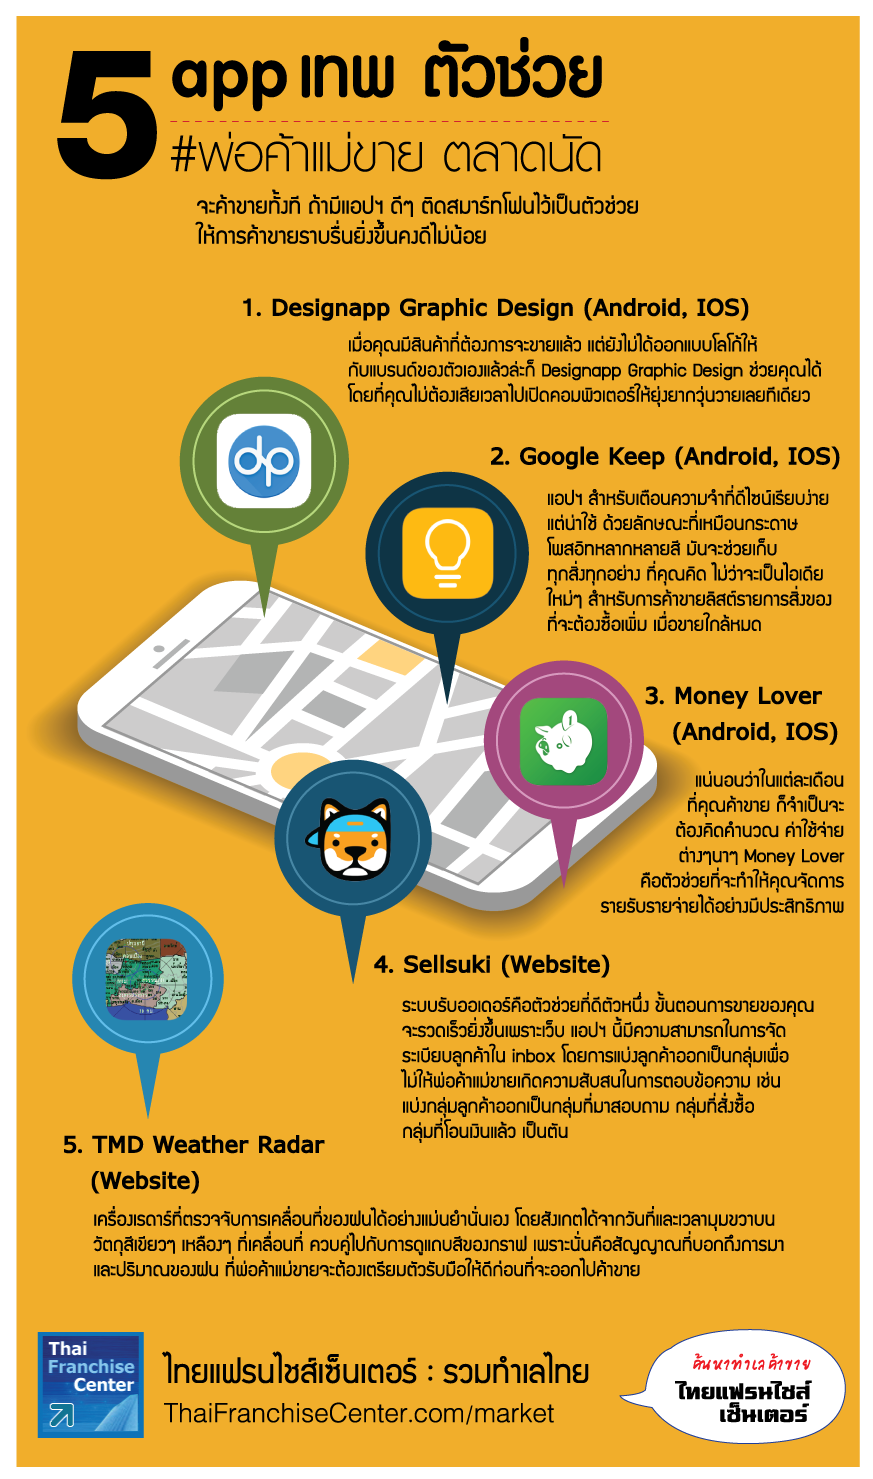 5 app เทพ ตัวช่วย
#พ่อค้าแม่ขาย ตลาดนัด
จะค้าขายทั้งที ถ้ามีแอปฯ ดีๆ ติดสมาร์ทโฟนไว้เป็นตัวช่วย
ให้การค้าขายราบรื่นยิ่งขึ้นคงดีไม่น้อย
1. Designapp Graphic Design (Android, IOS)
เมื่อคุณมีสินค้าที่ต้องการจะขายแล้ว แต่ยังไม่ได้ออกแบบโลโก้ให้
กับแบรนด์ของตัวเองแล้วล่ะก็ Designapp Graphic Design ช่วยคุณได้
โดยที่คุณไม่ต้องเสียเวลาไปเปิดคอมพิวเตอร์ให้ยุ่งยากวุ่นวายเลยทีเดียว
dp
2. Google Keep (Android, IOS)
แอปฯ สำหรับเตือนความจำที่ดีไซน์เรียบง่าย
แต่น่าใช้ ด้วยลักษณะที่เหมือนกระดาษ
โพสอิทหลากหลายสี มันจะช่วยเก็บ
ทุกสิ่งทุกอย่าง ที่คุณคิด ไม่ว่าจะเป็นไอเดีย
ใหม่ๆ สำหรับการค้าขายลิสต์รายการสิ่งของ
ที่จะต้องซื้อเพิ่ม เมื่อขายใกล้หมด
3. Money Lover
(Android, IOS)
แน่นอนว่าในแต่ละเดือน
ที่คุณค้าขาย ก็จำเป็นจะ
ต้องคิดคำนวณ ค่าใช้จ่าย
ต่างๆนาๆ Money Lover
คือตัวช่วยที่จะทำให้คุณจัดการ
รายรับรายจ่ายได้อย่างมีประสิทธิภาพ
4. Sellsuki (Website)
ระบบรับออเดอร์คือตัวช่วยที่ดีตัวหนึ่ง ขั้นตอนการขายของคุณ
จะรวดเร็วยิ่งขึ้นเพราะเว็บ แอปฯ นี้มีความสามารถในการจัด
ระเบียบลูกค้าใน inbox โดยการแบ่งลูกค้าออกเป็นกลุ่มเพื่อ
ไม่ให้พ่อค้าแม่ขายเกิดความสับสนในการตอบข้อความ เช่น
แบ่งกลุ่มลูกค้าออกเป็นกลุ่มที่มาสอบถาม กลุ่มที่สั่งซื้อ
กลุ่มที่โอนเงินแล้ว เป็นต้น
5. TMD Weather Radar
(Website)
เครื่องเรดาร์ที่ตรวจจับการเคลื่อนที่ของฝนได้อย่างแม่นยำนั่นเอง โดยสังเกตได้จากวันที่และเวลามุมขวาบน
วัตถุสีเขียวๆ เหลืองๆ ที่เคลื่อนที่ ควบคู่ไปกับการดูแถบสีของกราฟ เพราะนั่นคือสัญญาณที่บอกถึงการมา
และปริมาณของฝน ที่พ่อค้าแม่ขายจะต้องเตรียมตัวรับมือให้ดีก่อนที่จะออกไปค้าขาย
Thai
Franchise
Center
ไทยแฟรนไชส์เซ็นเตอร์ : รวมทำเลไทย
ThaiFranchiseCenter.com/market
ค้นหาทำเลค้าขาย
ไทยแฟรนไชส์
เซ็นเตอร์